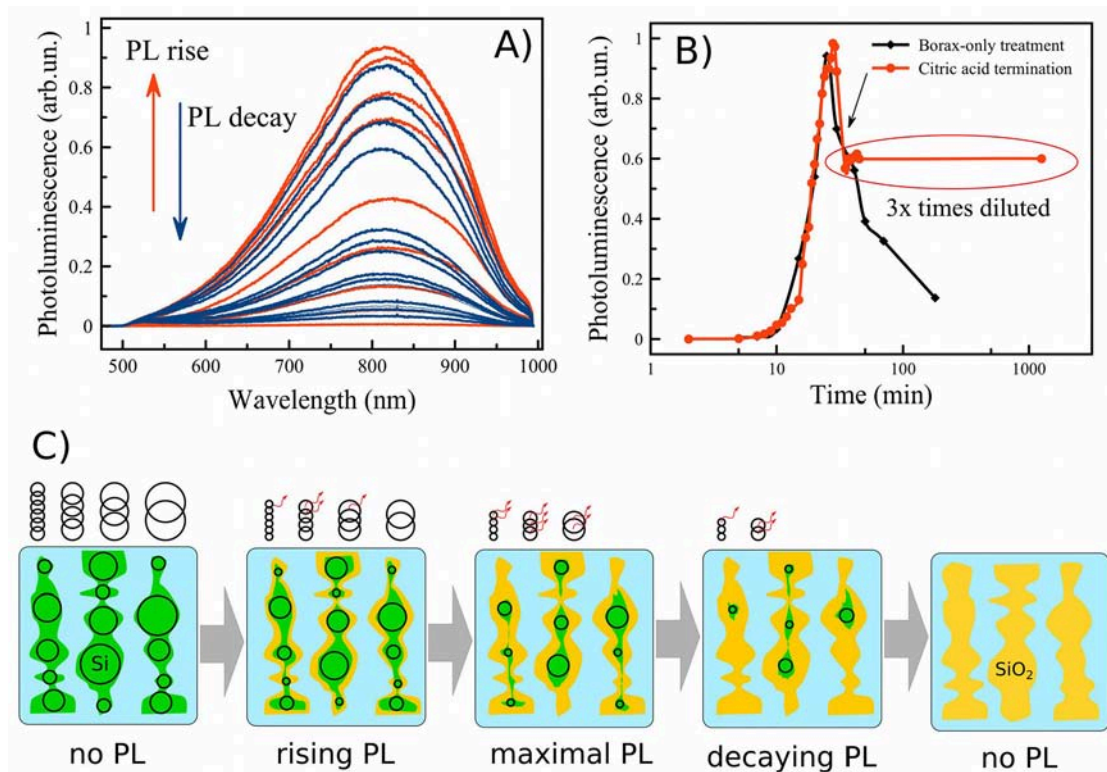 A)
PL rise
PL decay
Photoluminescence (arb.un.)
1
0.8
0.6
0.4
0.2
0
500 600 700 800 900 1000
Wavelength (nm)
B)
Borax-only treatment
Citric acid termination
3x times diluted
Photoluminescence (arb.un.)
1
0.8
0.6
0.4
0.2
0
1 10 100 1000
Time (min)
C)
Si
SiO2
no PL
rising PL
maximal PL
decaying PL
no PL